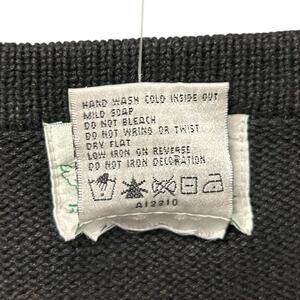 HAND WASH COLD INSIDE OUT
MILD SOAP
DO NOT BLEACH
DO NOT WRING OR TWIST
DRY FLAT
LOW IRON ON REVERSE
DO NOT IRON DECORATION
A12210